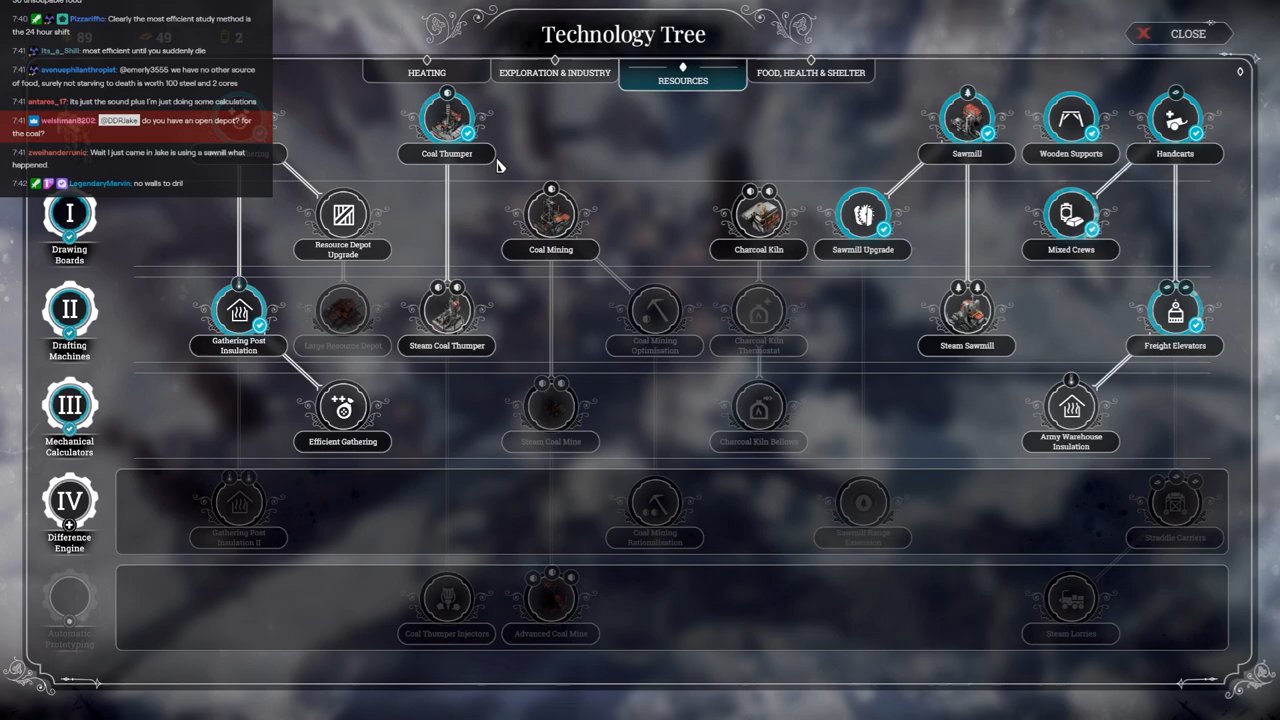 So unobstructed food
7:40 Pizzariffic: Clearly the most efficient study method is
the 24 hour shift
89
49
2
7:41 Its_a_Shill: most efficient until you suddenly die
7:41 avenuephilanthropist: @emerly3555 we have no other source
of food, surely not starving to death is worth 100 steel and 2 cores
7:41 antares_17: its just the sound plus I'm just doing some calculations
7:41 welshman8202: @DDRJake do you have an open depot? for
the coal?
7:41 zweihanderrunic: Wait I just came in Jake is using a sawmill what
happened
7:42 LegendaryMarvin: no walls to dril
Technology Tree
CLOSE
HEATING
EXPLORATION & INDUSTRY
RESOURCES
FOOD, HEALTH & SHELTER
Coal Thumper
Sawmill
Wooden Supports
Handcarts
I
Drawing
Boards
Resource Depot
Upgrade
Coal Mining
Charcoal Kiln
Sawmill Upgrade
Mixed Crews
II
Drafting
Machines
Gathering Post
Insulation
Large Resource Depot
Steam Coal Thumper
Coal Mining
Optimisation
Charcoal Kiln
Thermostat
Steam Sawmill
Freight Elevators
III
Mechanical
Calculators
Efficient Gathering
Steam Coal Mine
Charcoal Kiln Bellows
Army Warehouse
Insulation
IV
Difference
Engine
Gathering Post
Insulation II
Coal Mining
Rationalisation
Sawmill Range
Extension
Straddle Carriers
Automatic
Prototyping
Coal Thumper Injectors
Advanced Coal Mine
Steam Lorries